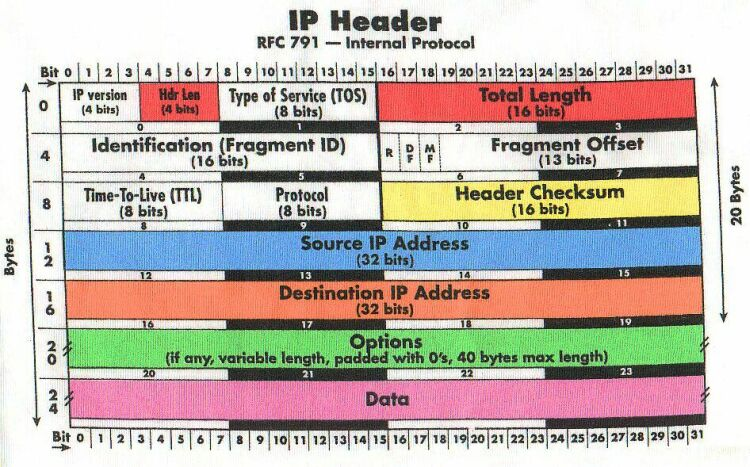 IP Header
RFC 791 — Internal Protocol
Bit 0 1 2 3 4 5 6 7 8 9 10 11 12 13 14 15 16 17 18 19 20 21 22 23 24 25 26 27 28 29 30 31
0 IP version Hdr Len Type of Service (TOS) Total Length
(4 bits) (4 bits) (8 bits) (16 bits)
0 1 2 3
4 Identification (Fragment ID) R DF MF Fragment Offset
(16 bits) (13 bits)
4 5 6 7
8 Time-To-Live (TTL) Protocol Header Checksum
(8 bits) (8 bits) (16 bits)
8 9 10 11
12 Source IP Address
(32 bits)
12 13 14 15
16 Destination IP Address
(32 bits)
16 17 18 19
20 Options
(if any, variable length, padded with 0's, 40 bytes max length)
20 21 22 23
24 Data
Bit 0 1 2 3 4 5 6 7 8 9 10 11 12 13 14 15 16 17 18 19 20 21 22 23 24 25 26 27 28 29 30 31
Bytes
20 Bytes